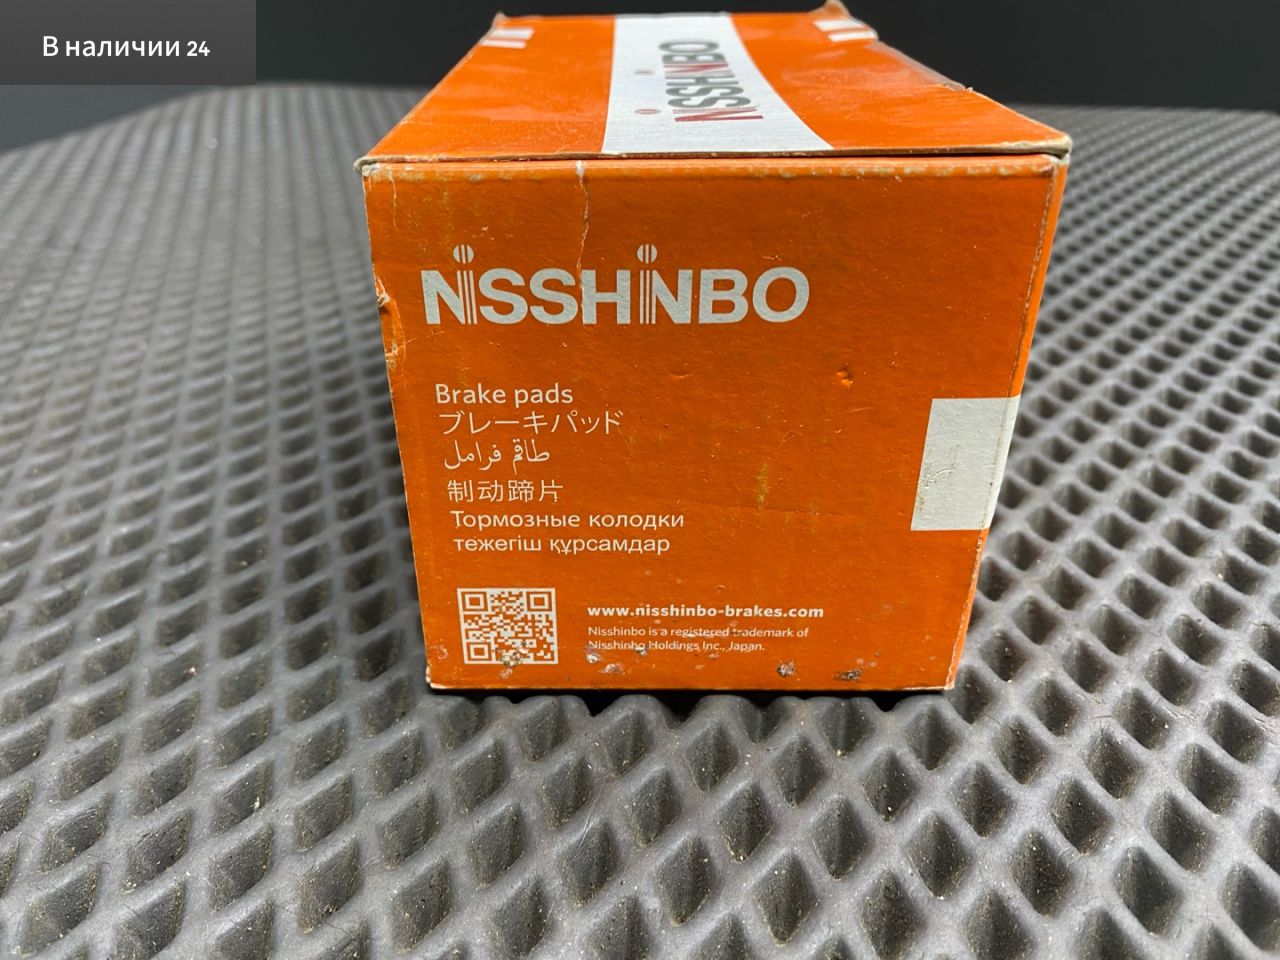 В наличии 24
NISSHINBO
NISSHINBO
Brake pads
ブレーキパッド
طاقم فرامل
制动蹄片
Тормозные колодки
тежегіш құрсамдар
www.nisshinbo-brakes.com
Nisshinbo is a registered trademark of
Nisshinbo Holdings Inc., Japan.